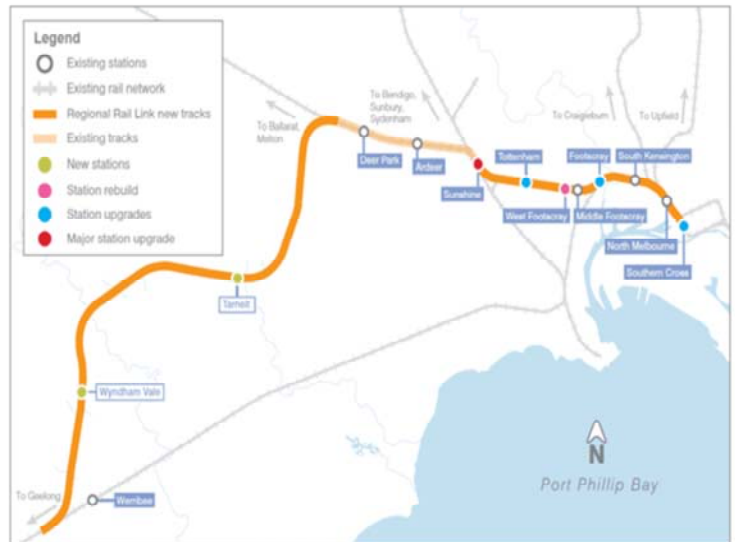 Legend
Existing stations
Existing rail network
Regional Rail Link new tracks
Existing tracks
New stations
Station rebuild
Station upgrades
Major station upgrade
To Bendigo,
Sunbury,
Sydenham
To Ballarat,
Melton
To Craigieburn
To Upfield
Deer Park
Ardeer
Sunshine
Tottenham
West Footscray
Middle Footscray
Footscray
South Kensington
North Melbourne
Southern Cross
Tarneit
Wyndham Vale
To Geelong
Werribee
N
Port Phillip Bay